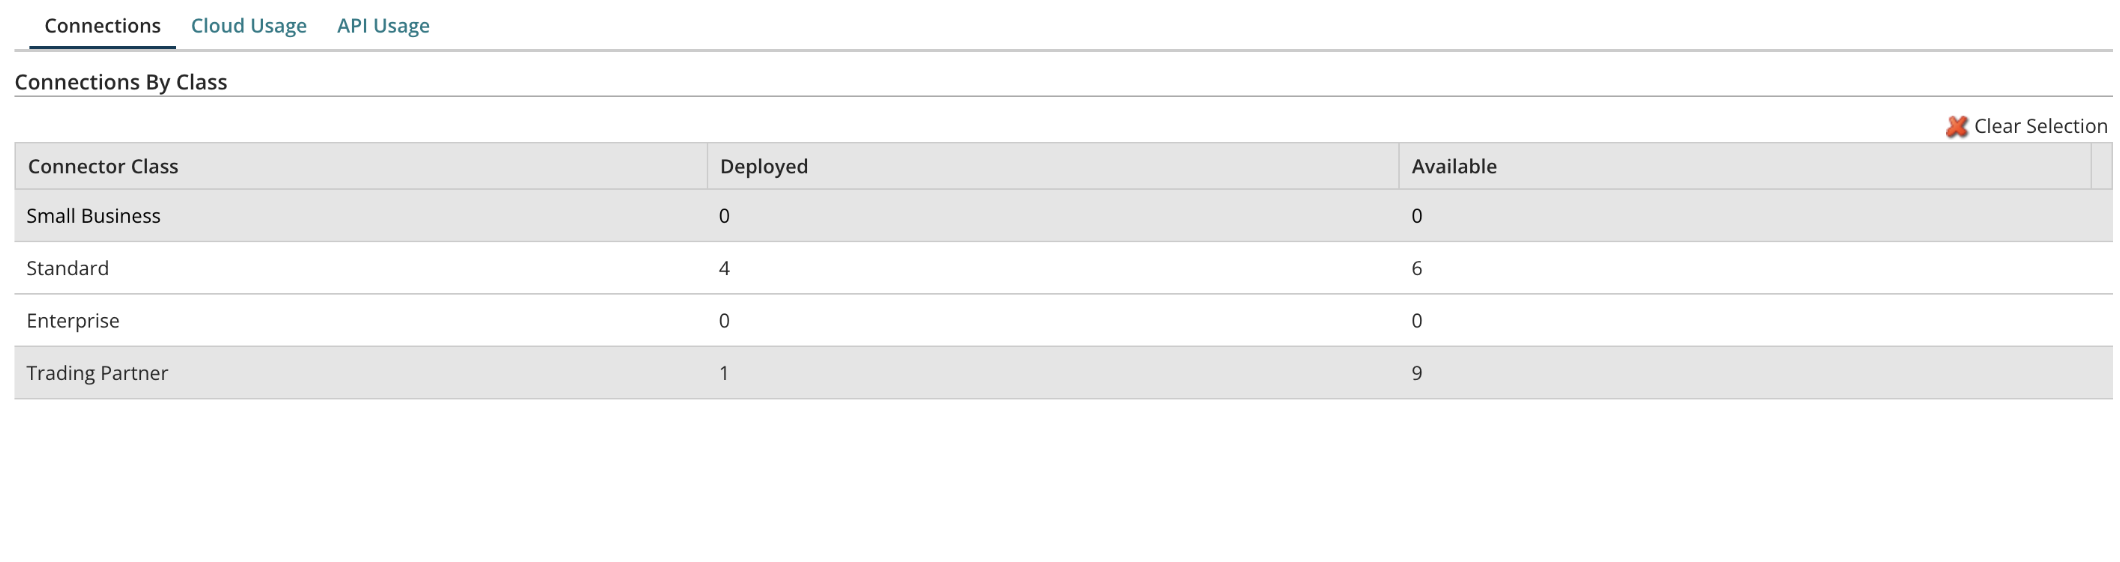 Connections Cloud Usage API Usage
Connections By Class
Clear Selection
Connector Class Deployed Available
Small Business 0 0
Standard 4 6
Enterprise 0 0
Trading Partner 1 9